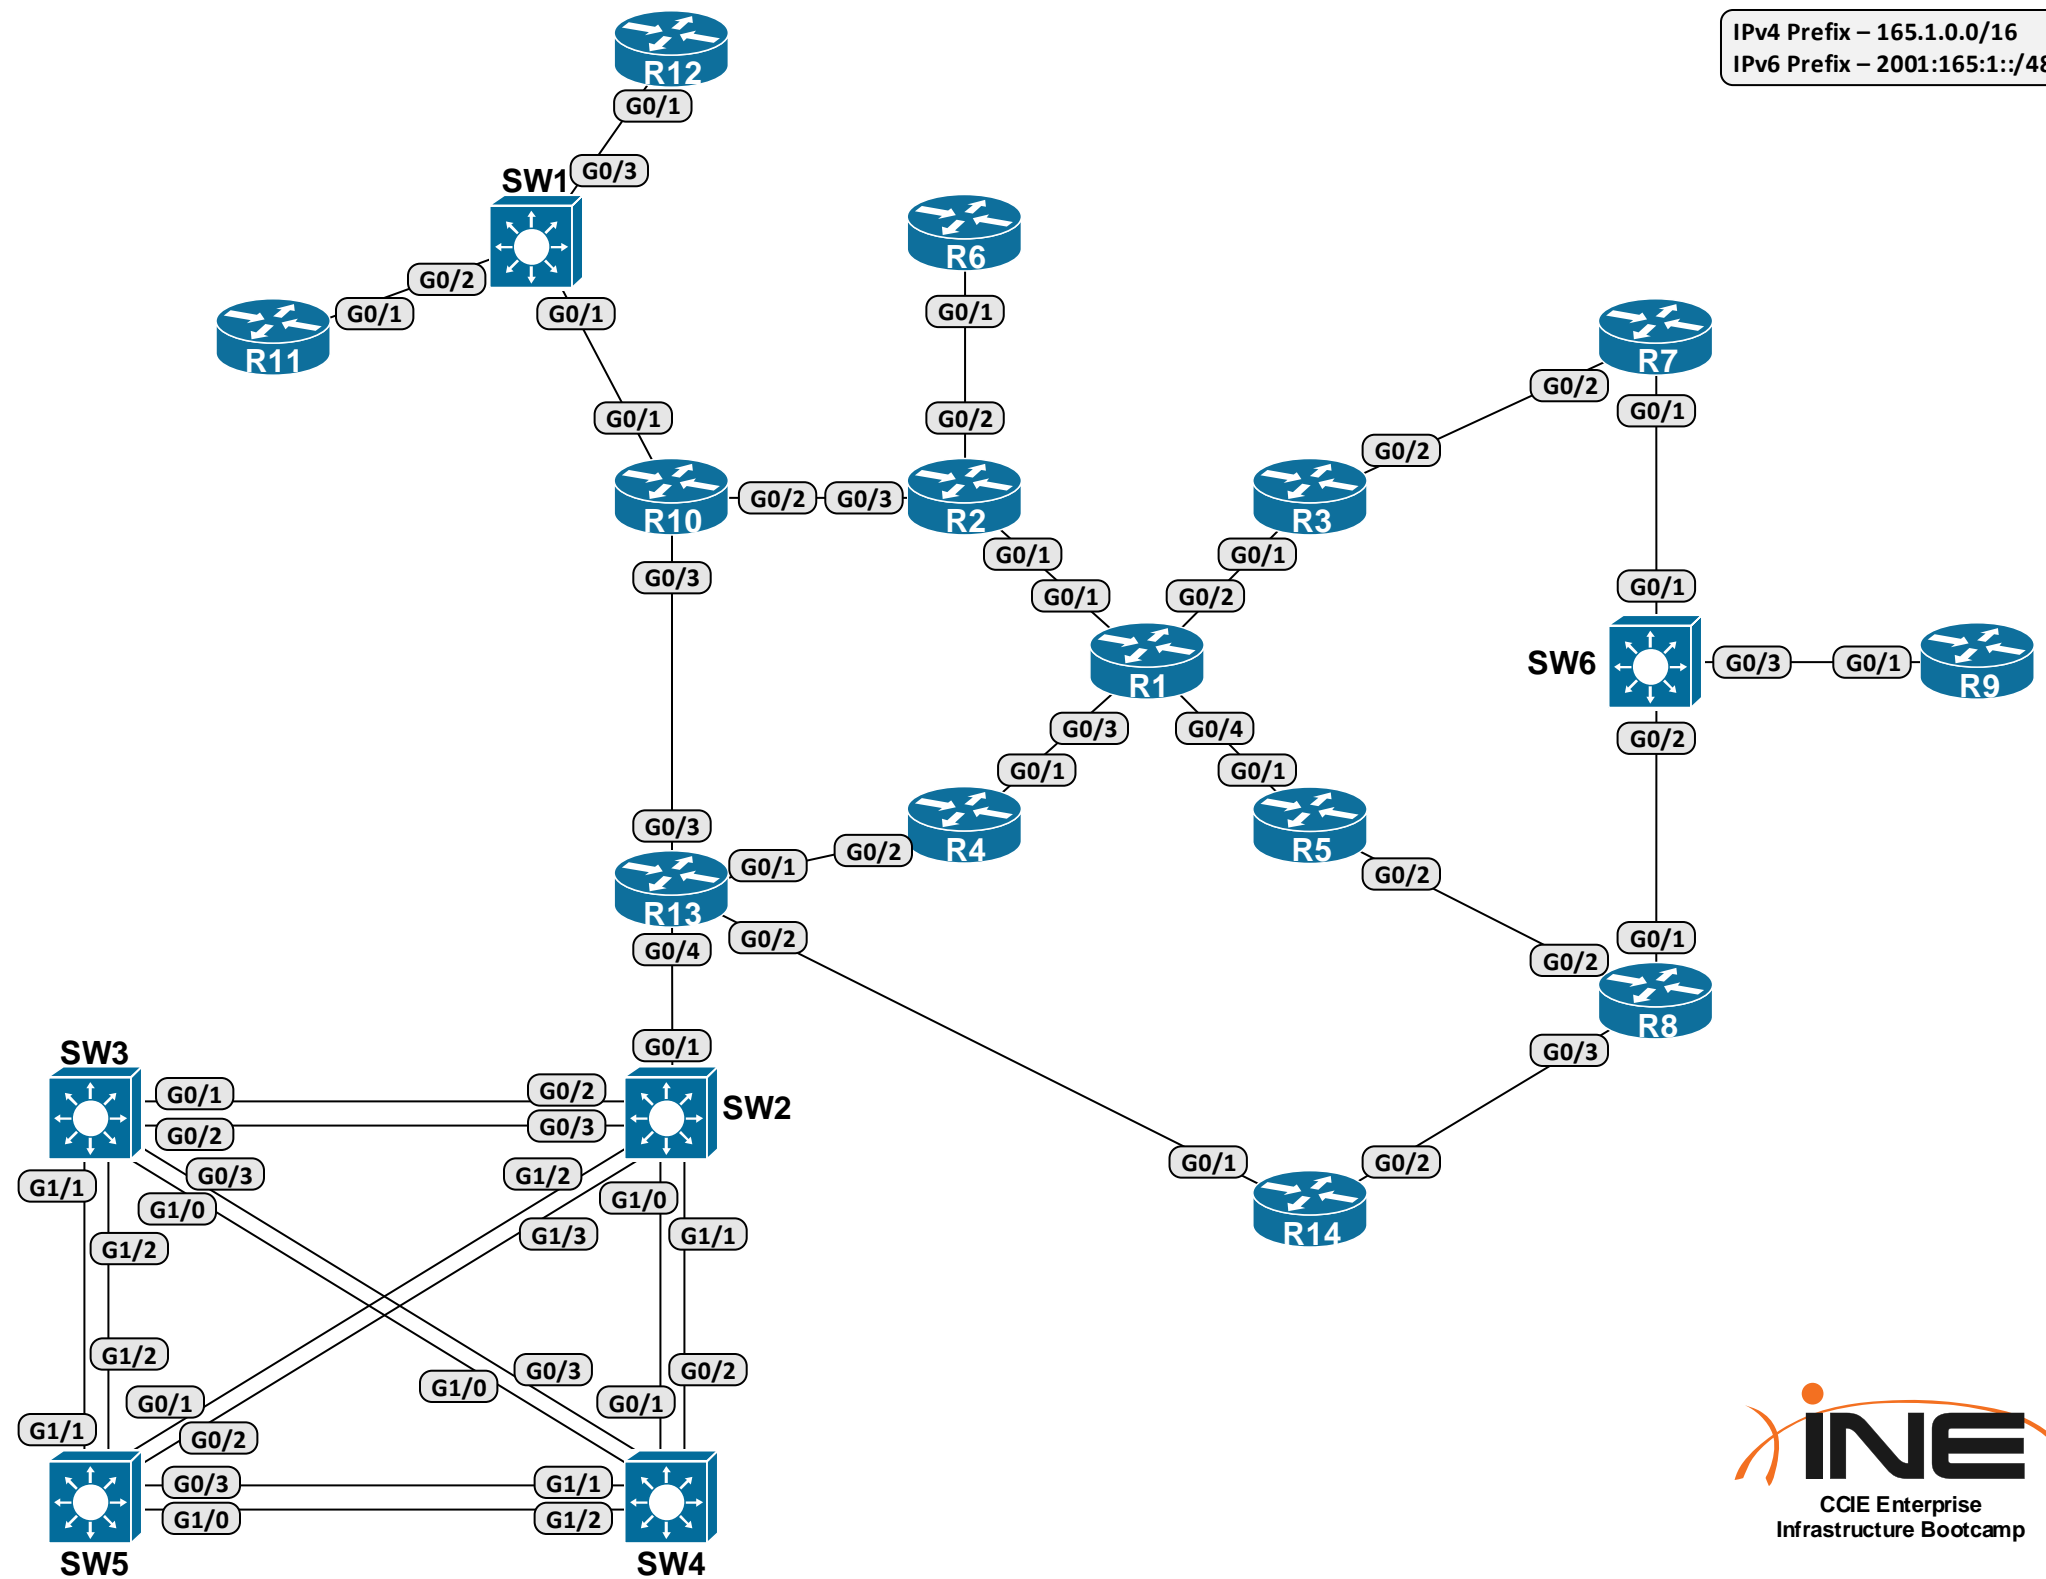 R12
IPv4 Prefix – 165.1.0.0/16
IPv6 Prefix – 2001:165:1::/48
G0/1
G0/3
SW1
R6
G0/2
G0/1
R11
G0/1
G0/1
R7
G0/2
G0/1
G0/1
G0/2
G0/2
R10
G0/2
G0/3
R2
R3
G0/1
G0/1
G0/3
G0/1
G0/2
G0/1
R1
SW6
G0/3
G0/1
R9
G0/3
G0/4
G0/2
G0/1
G0/1
G0/3
G0/1
G0/2
R4
R5
R13
G0/2
G0/4
G0/2
G0/2
G0/1
R8
G0/1
G0/3
SW3
G0/1
G0/2
SW2
G0/2
G0/3
G0/1
G0/2
R14
G1/1
G0/3
G1/0
G1/2
G1/0
G1/2
G1/3
G1/1
G1/2
G1/0
G0/3
G0/2
G0/1
G0/1
G1/1
G0/2
G0/3
G1/1
G1/0
G1/2
SW5
SW4
iNE
CCIE Enterprise
Infrastructure Bootcamp